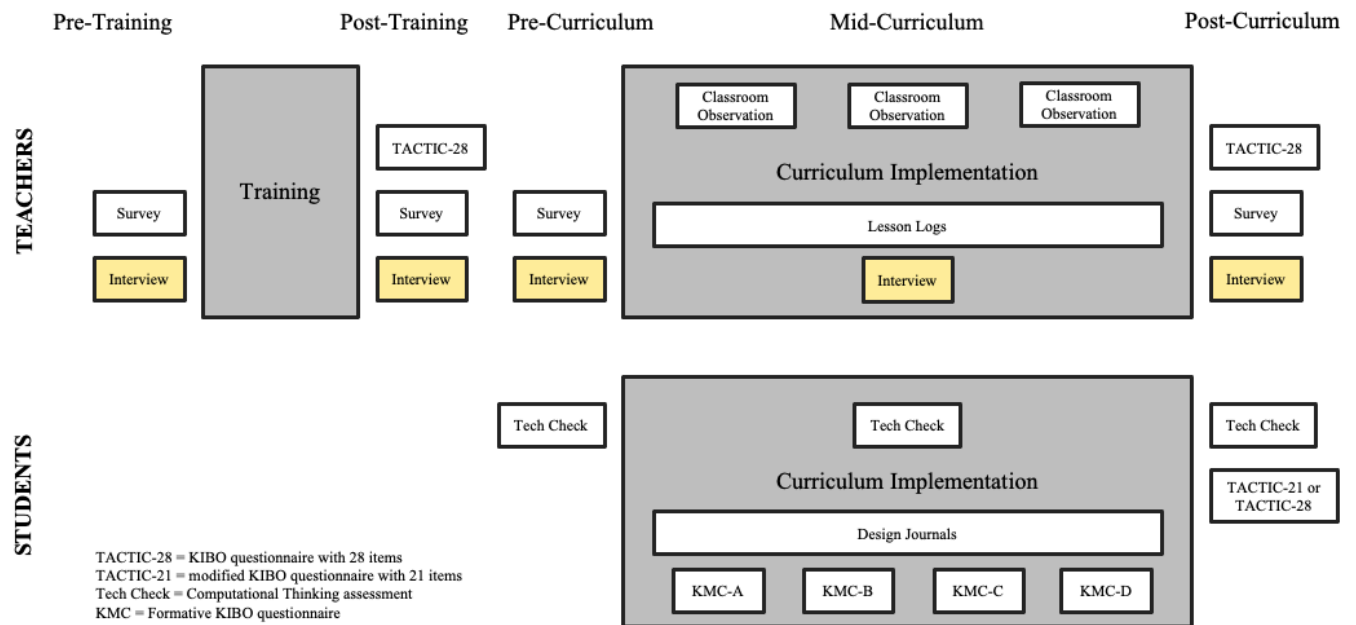 Pre-Training
Post-Training
Pre-Curriculum
Mid-Curriculum
Post-Curriculum
TEACHERS
Classroom
Observation
Classroom
Observation
Classroom
Observation
TACTIC-28
TACTIC-28
Training
Curriculum Implementation
Survey
Survey
Survey
Lesson Logs
Survey
Interview
Interview
Interview
Interview
Interview
STUDENTS
Tech Check
Tech Check
Tech Check
Curriculum Implementation
TACTIC-21 or
TACTIC-28
Design Journals
KMC-A
KMC-B
KMC-C
KMC-D
TACTIC-28 = KIBO questionnaire with 28 items
TACTIC-21 = modified KIBO questionnaire with 21 items
Tech Check = Computational Thinking assessment
KMC = Formative KIBO questionnaire